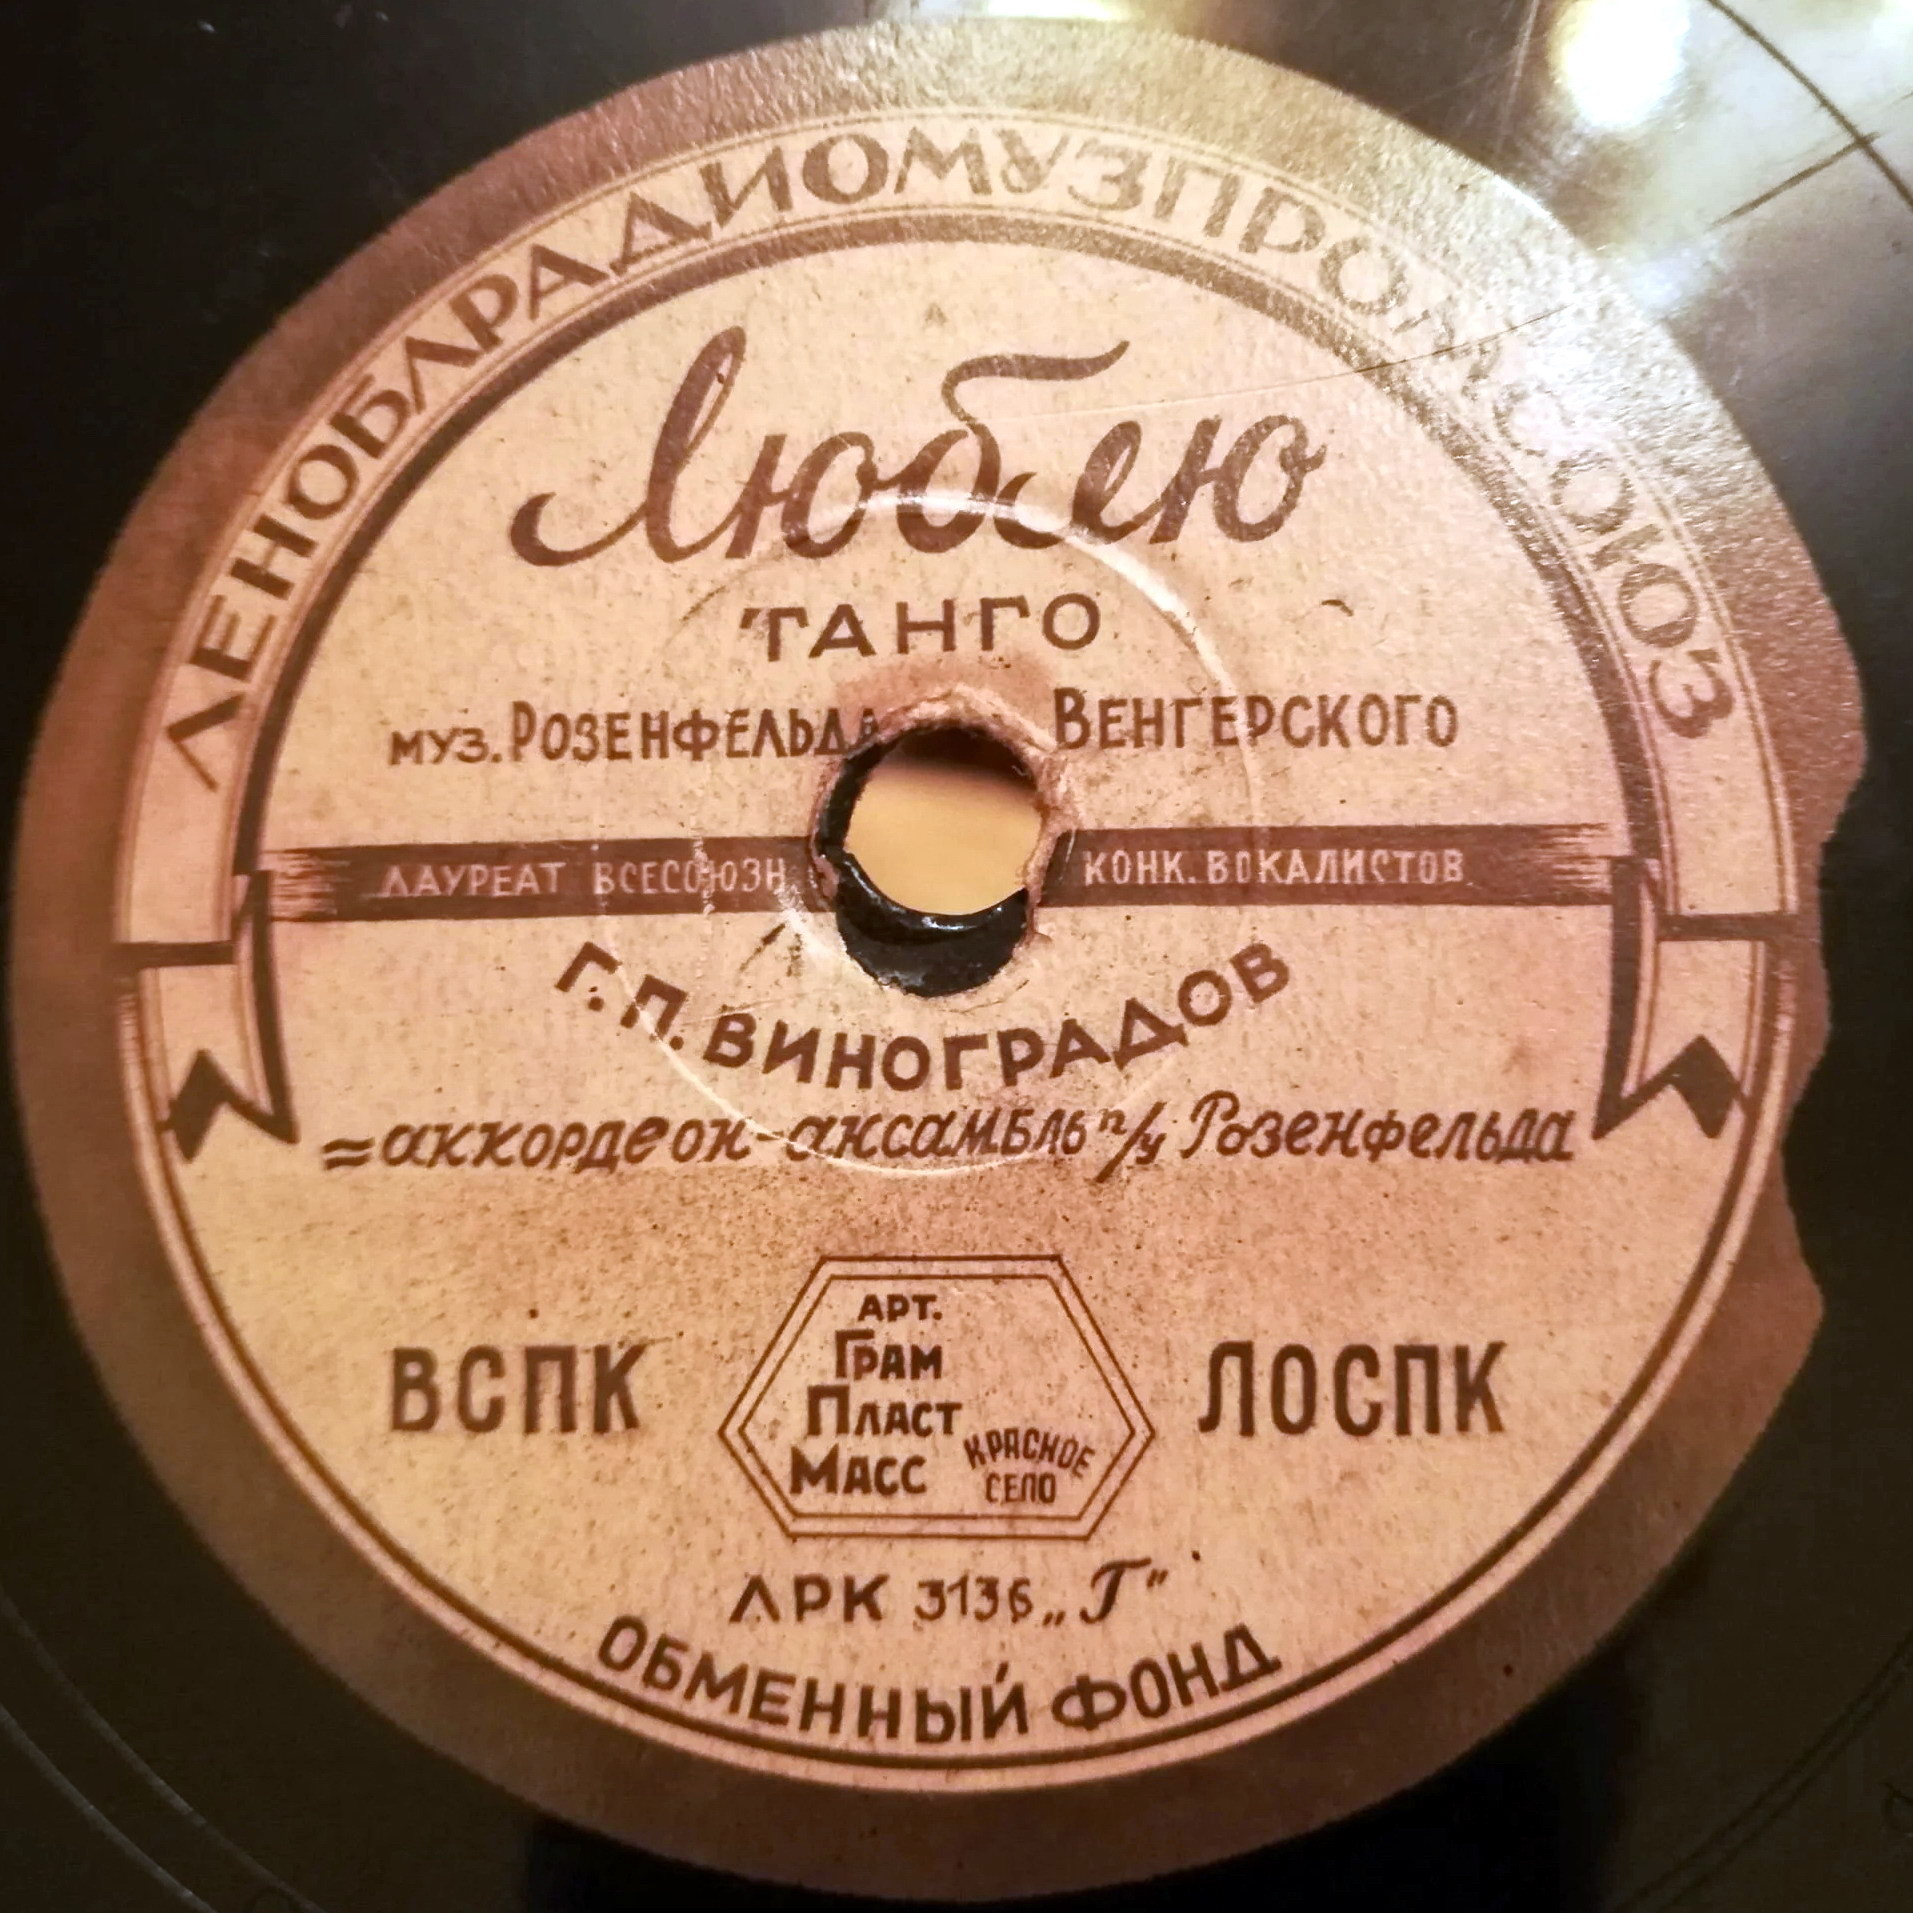 ЛЕНОБЛРАДИОМУЗПРОМСОЮЗ
Люблю
ТАНГО
МУЗ. РОЗЕНФЕЛЬДА ВЕНГЕРСКОГО
ЛАУРЕАТ ВСЕСОЮЗН КОНК. ВОКАЛИСТОВ
Г. П. ВИНОГРАДОВ
=аккордеон-ансамбль п/у Розенфельда
ВСПК
АРТ.
ГРАМ
ПЛАСТ
МАСС
КРАСНОЕ
СЕЛО
ЛОСПК
ЛРК 3136 „Г“
ОБМЕННЫЙ ФОНД